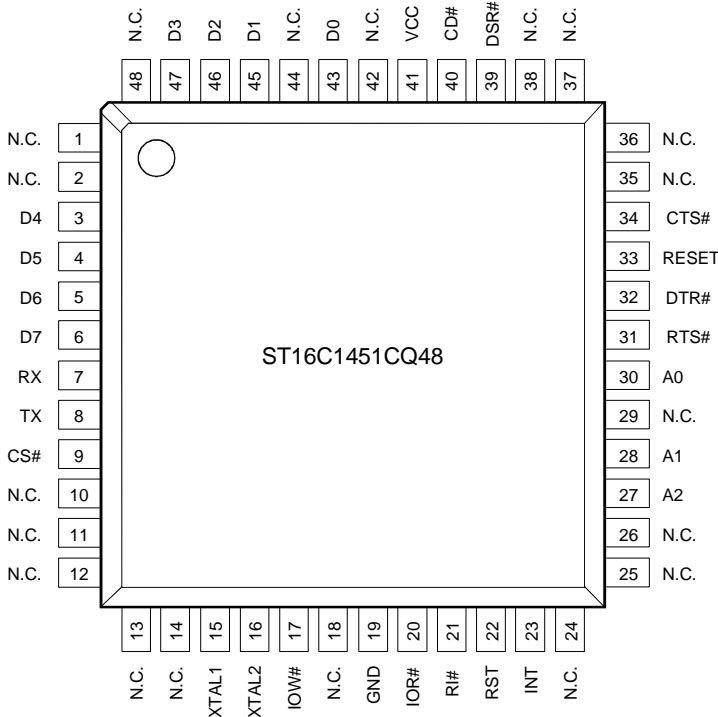 N.C. D3 D2 D1 N.C. D0 N.C. VCC CD# DSR# N.C. N.C.
48 47 46 45 44 43 42 41 40 39 38 37
N.C. 1 36 N.C.
N.C. 2 35 N.C.
D4 3 34 CTS#
D5 4 33 RESET
D6 5 32 DTR#
D7 6 31 RTS#
ST16C1451CQ48
RX 7 30 A0
TX 8 29 N.C.
CS# 9 28 A1
N.C. 10 27 A2
N.C. 11 26 N.C.
N.C. 12 25 N.C.
13 14 15 16 17 18 19 20 21 22 23 24
N.C. N.C. XTAL1 XTAL2 IOW# N.C. GND IOR# RI# RST INT N.C.